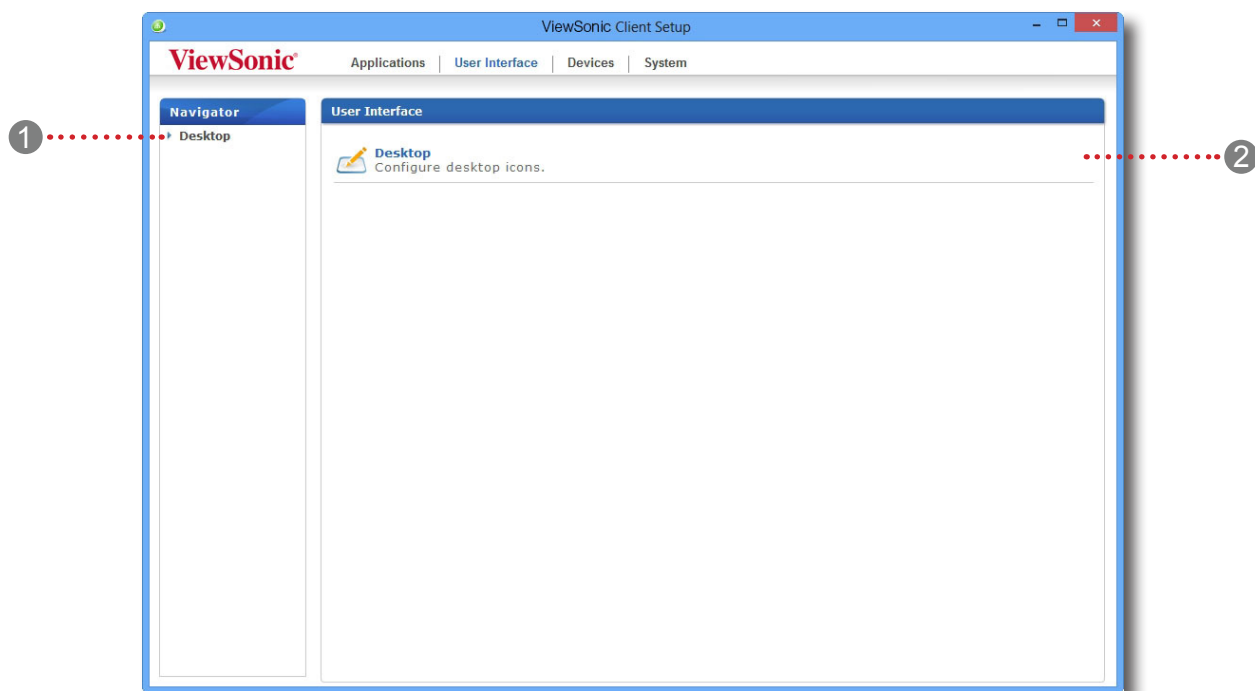 ViewSonic Client Setup
ViewSonic®
Applications | User Interface | Devices | System
Navigator
User Interface
1
Desktop
Desktop
2
Configure desktop icons.